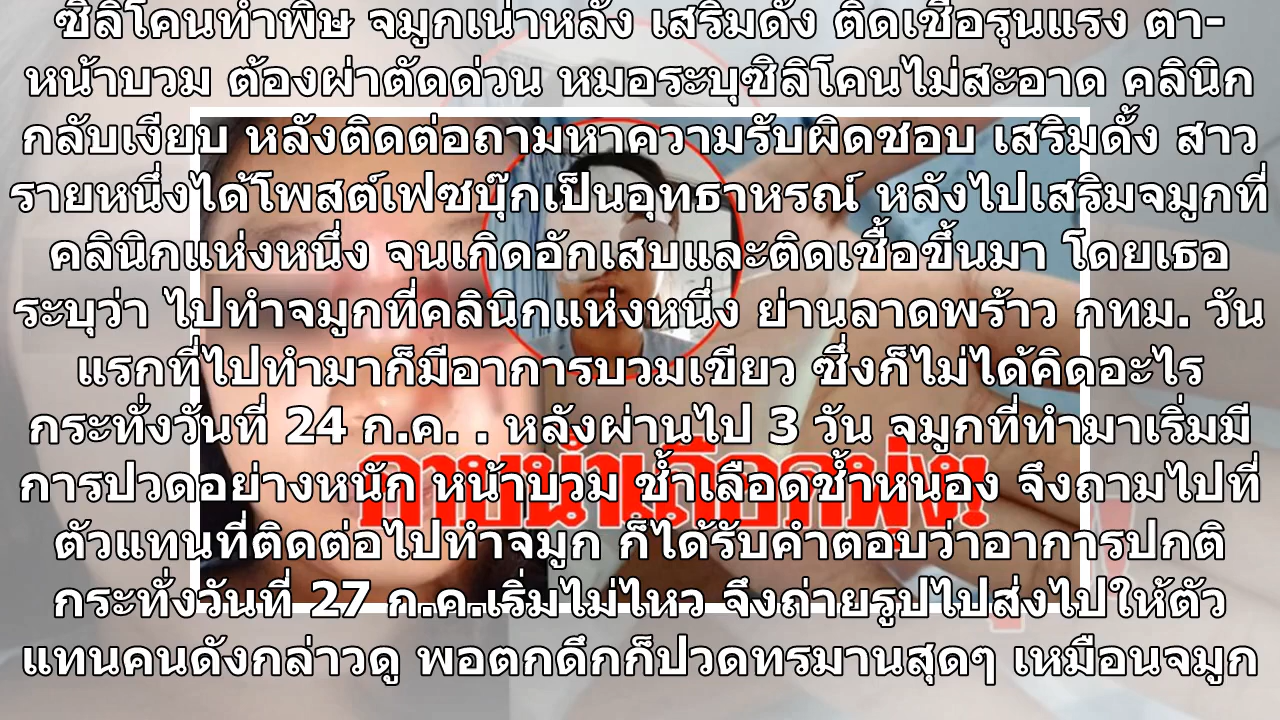 ซิลิโคนทำพิษ จมูกเน่าหลัง เสริมดั้ง ติดเชื้อรุนแรง ตา-
หน้าบวม ต้องผ่าตัดด่วน หมอระบุซิลิโคนไม่สะอาด คลินิก
กลับเงียบ หลังติดต่อถามหาความรับผิดชอบ เสริมดั้ง สาว
รายหนึ่งได้โพสต์เฟซบุ๊กเป็นอุทธาหรณ์ หลังไปเสริมจมูกที่
คลินิกแห่งหนึ่ง จนเกิดอักเสบและติดเชื้อขึ้นมา โดยเธอ
ระบุว่า ไปทำจมูกที่คลินิกแห่งหนึ่ง ย่านลาดพร้าว กทม. วัน
แรกที่ไปทำมาก็มีอาการบวมเขียว ซึ่งก็ไม่ได้คิดอะไร
กระทั่งวันที่ 24 ก.ค. . หลังผ่านไป 3 วัน จมูกที่ทำมาเริ่มมี
การปวดอย่างหนัก หน้าบวม ช้ำเลือดช้ำหนอง จึงถามไปที่
ตัวแทนที่ติดต่อไปทำจมูก ก็ได้รับคำตอบว่าอาการปกติ
กระทั่งวันที่ 27 ก.ค.เริ่มไม่ไหว จึงถ่ายรูปไปส่งไปให้ตัว
แทนคนดังกล่าวดู พอตกดึกก็ปวดทรมานสุดๆ เหมือนจมูก